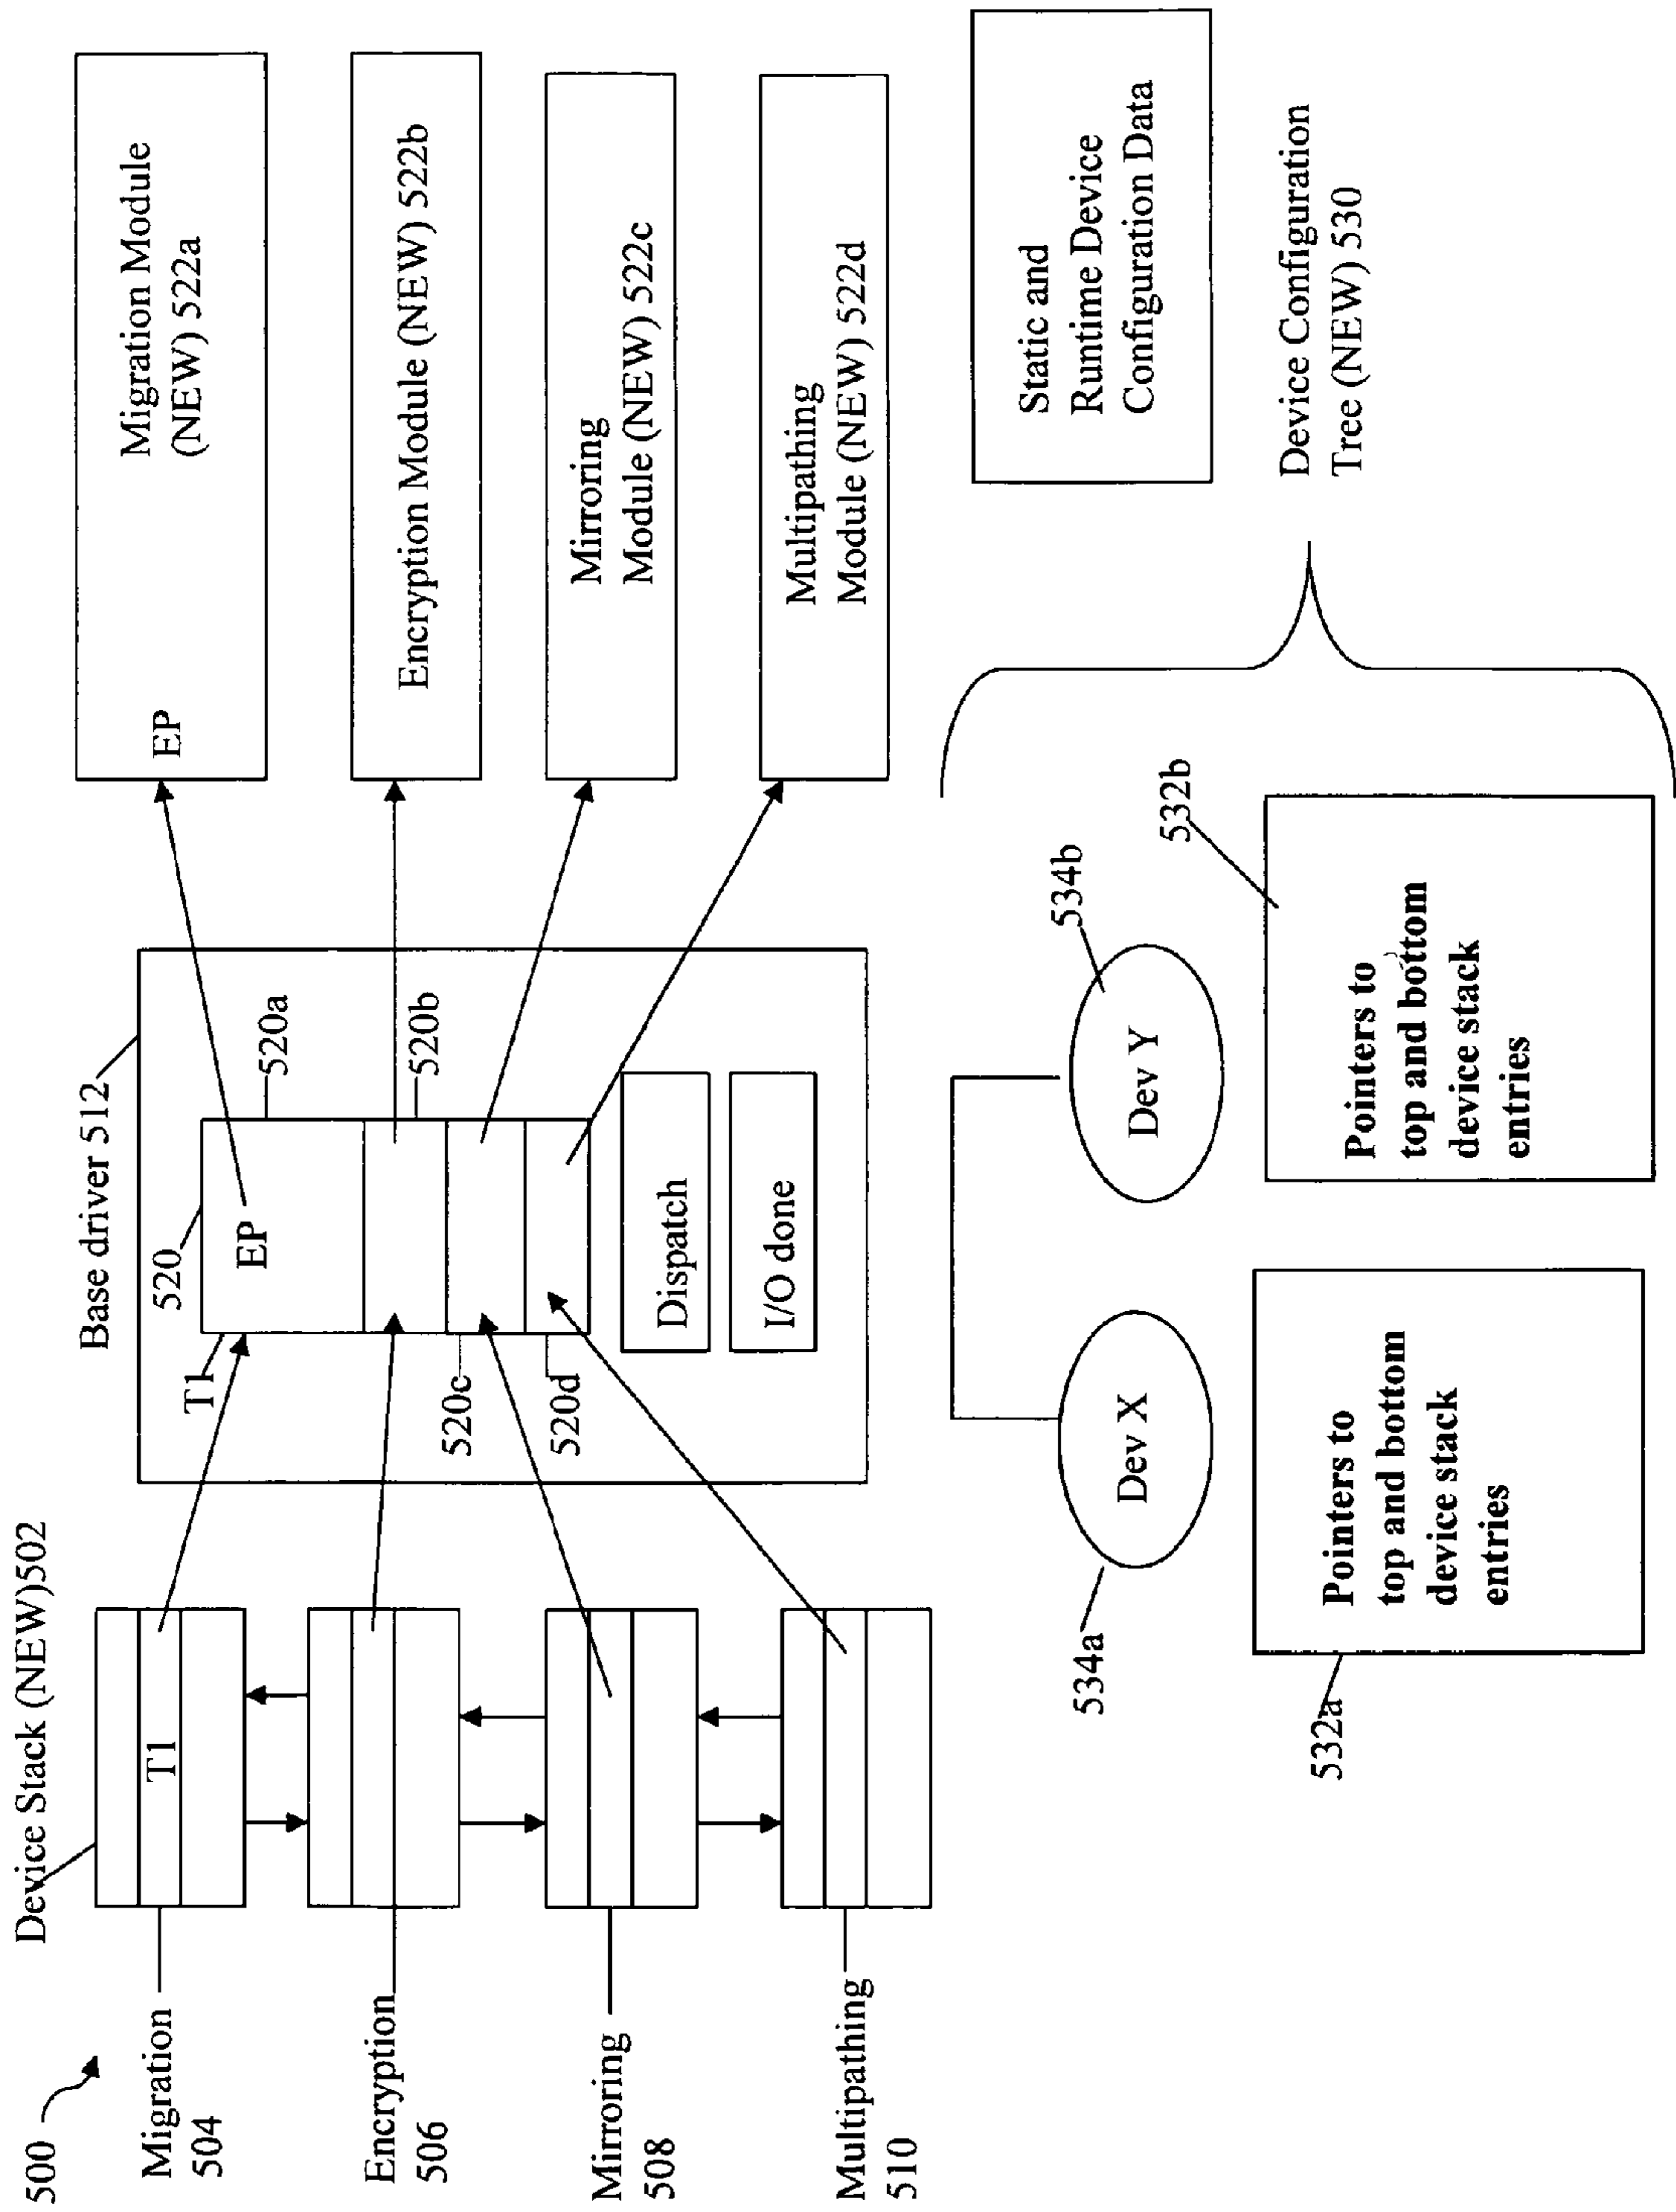 500
Device Stack (NEW)502
Migration
504
T1
Encryption
506
Mirroring
508
Multipathing
510
Base driver 512
520
T1
EP
520a
520b
520c
520d
Dispatch
I/O done
Migration Module
(NEW) 522a
EP
Encryption Module (NEW) 522b
Mirroring
Module (NEW) 522c
Multipathing
Module (NEW) 522d
Static and
Runtime Device
Configuration Data
Device Configuration
Tree (NEW) 530
534a
Dev X
534b
Dev Y
532a
Pointers to
top and bottom
device stack
entries
532b
Pointers to
top and bottom
device stack
entries